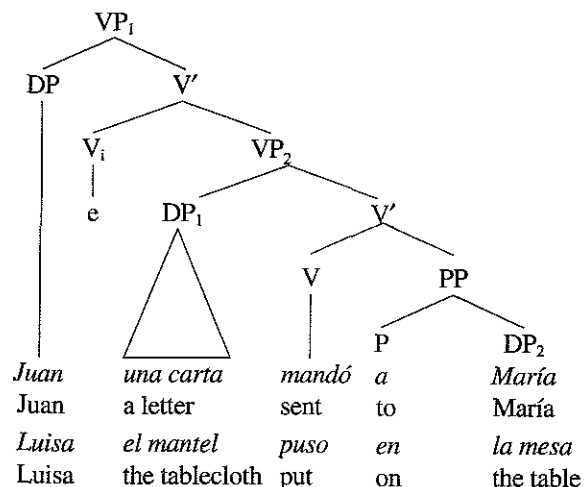 VP₁
DP V′
Vᵢ VP₂
e DP₁ V′
V PP
P DP₂
Juan una carta mandó a María
Juan a letter sent to María
Luisa el mantel puso en la mesa
Luisa the tablecloth put on the table